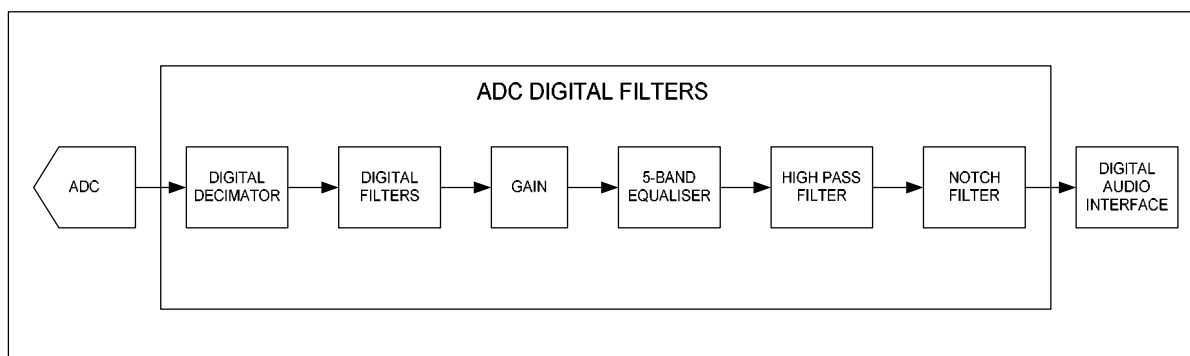 ADC DIGITAL FILTERS
ADC
DIGITAL
DECIMATOR
DIGITAL
FILTERS
GAIN
5-BAND
EQUALISER
HIGH PASS
FILTER
NOTCH
FILTER
DIGITAL
AUDIO
INTERFACE